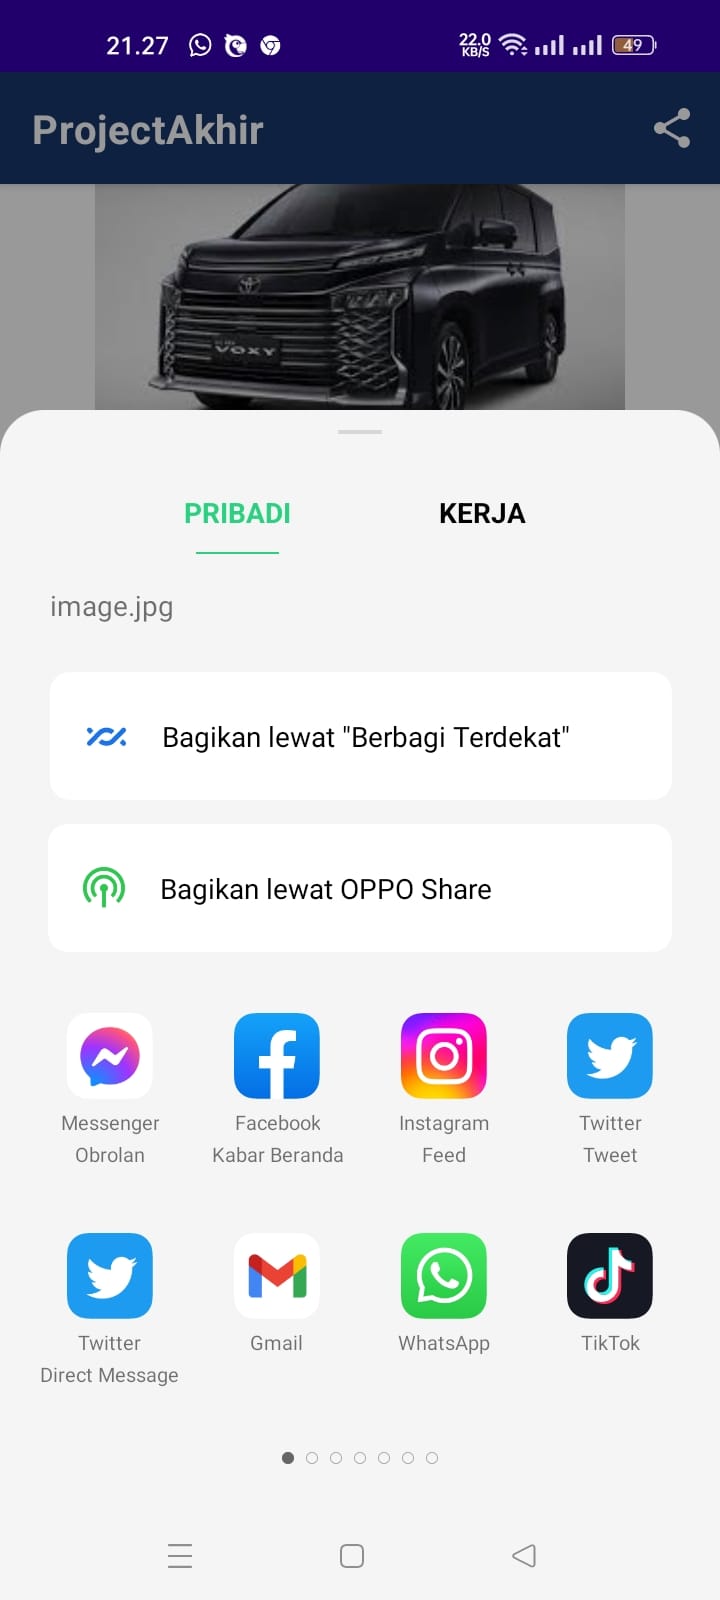 21.27
22.0
KB/S
49
ProjectAkhir
VOXY
PRIBADI
KERJA
image.jpg
Bagikan lewat "Berbagi Terdekat"
Bagikan lewat OPPO Share
Messenger
Obrolan
Facebook
Kabar Beranda
Instagram
Feed
Twitter
Tweet
Twitter
Direct Message
Gmail
WhatsApp
TikTok